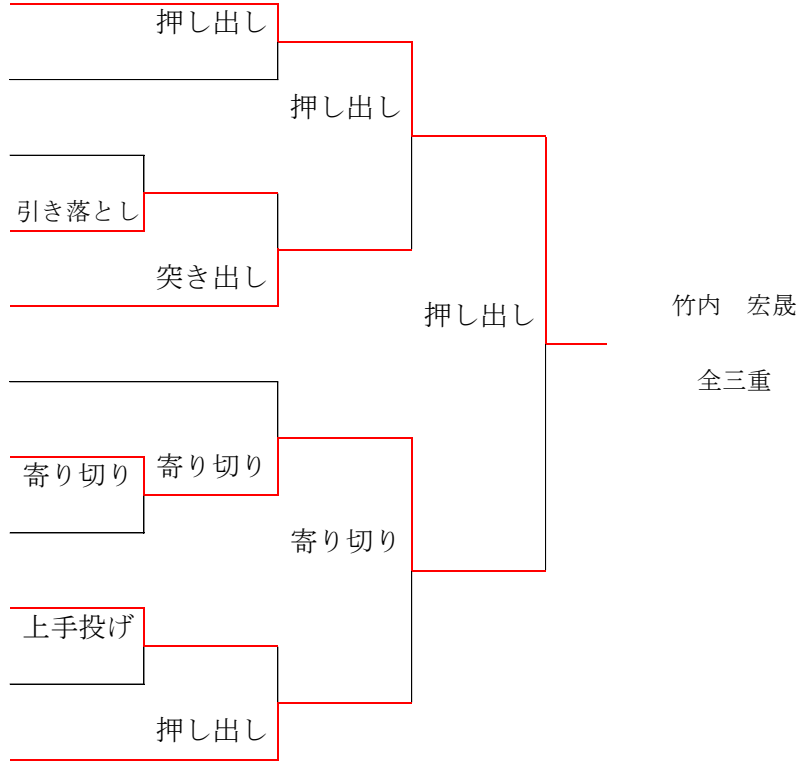 押し出し
押し出し
引き落とし
突き出し
押し出し
竹内　宏晟
全三重
寄り切り
寄り切り
寄り切り
上手投げ
押し出し